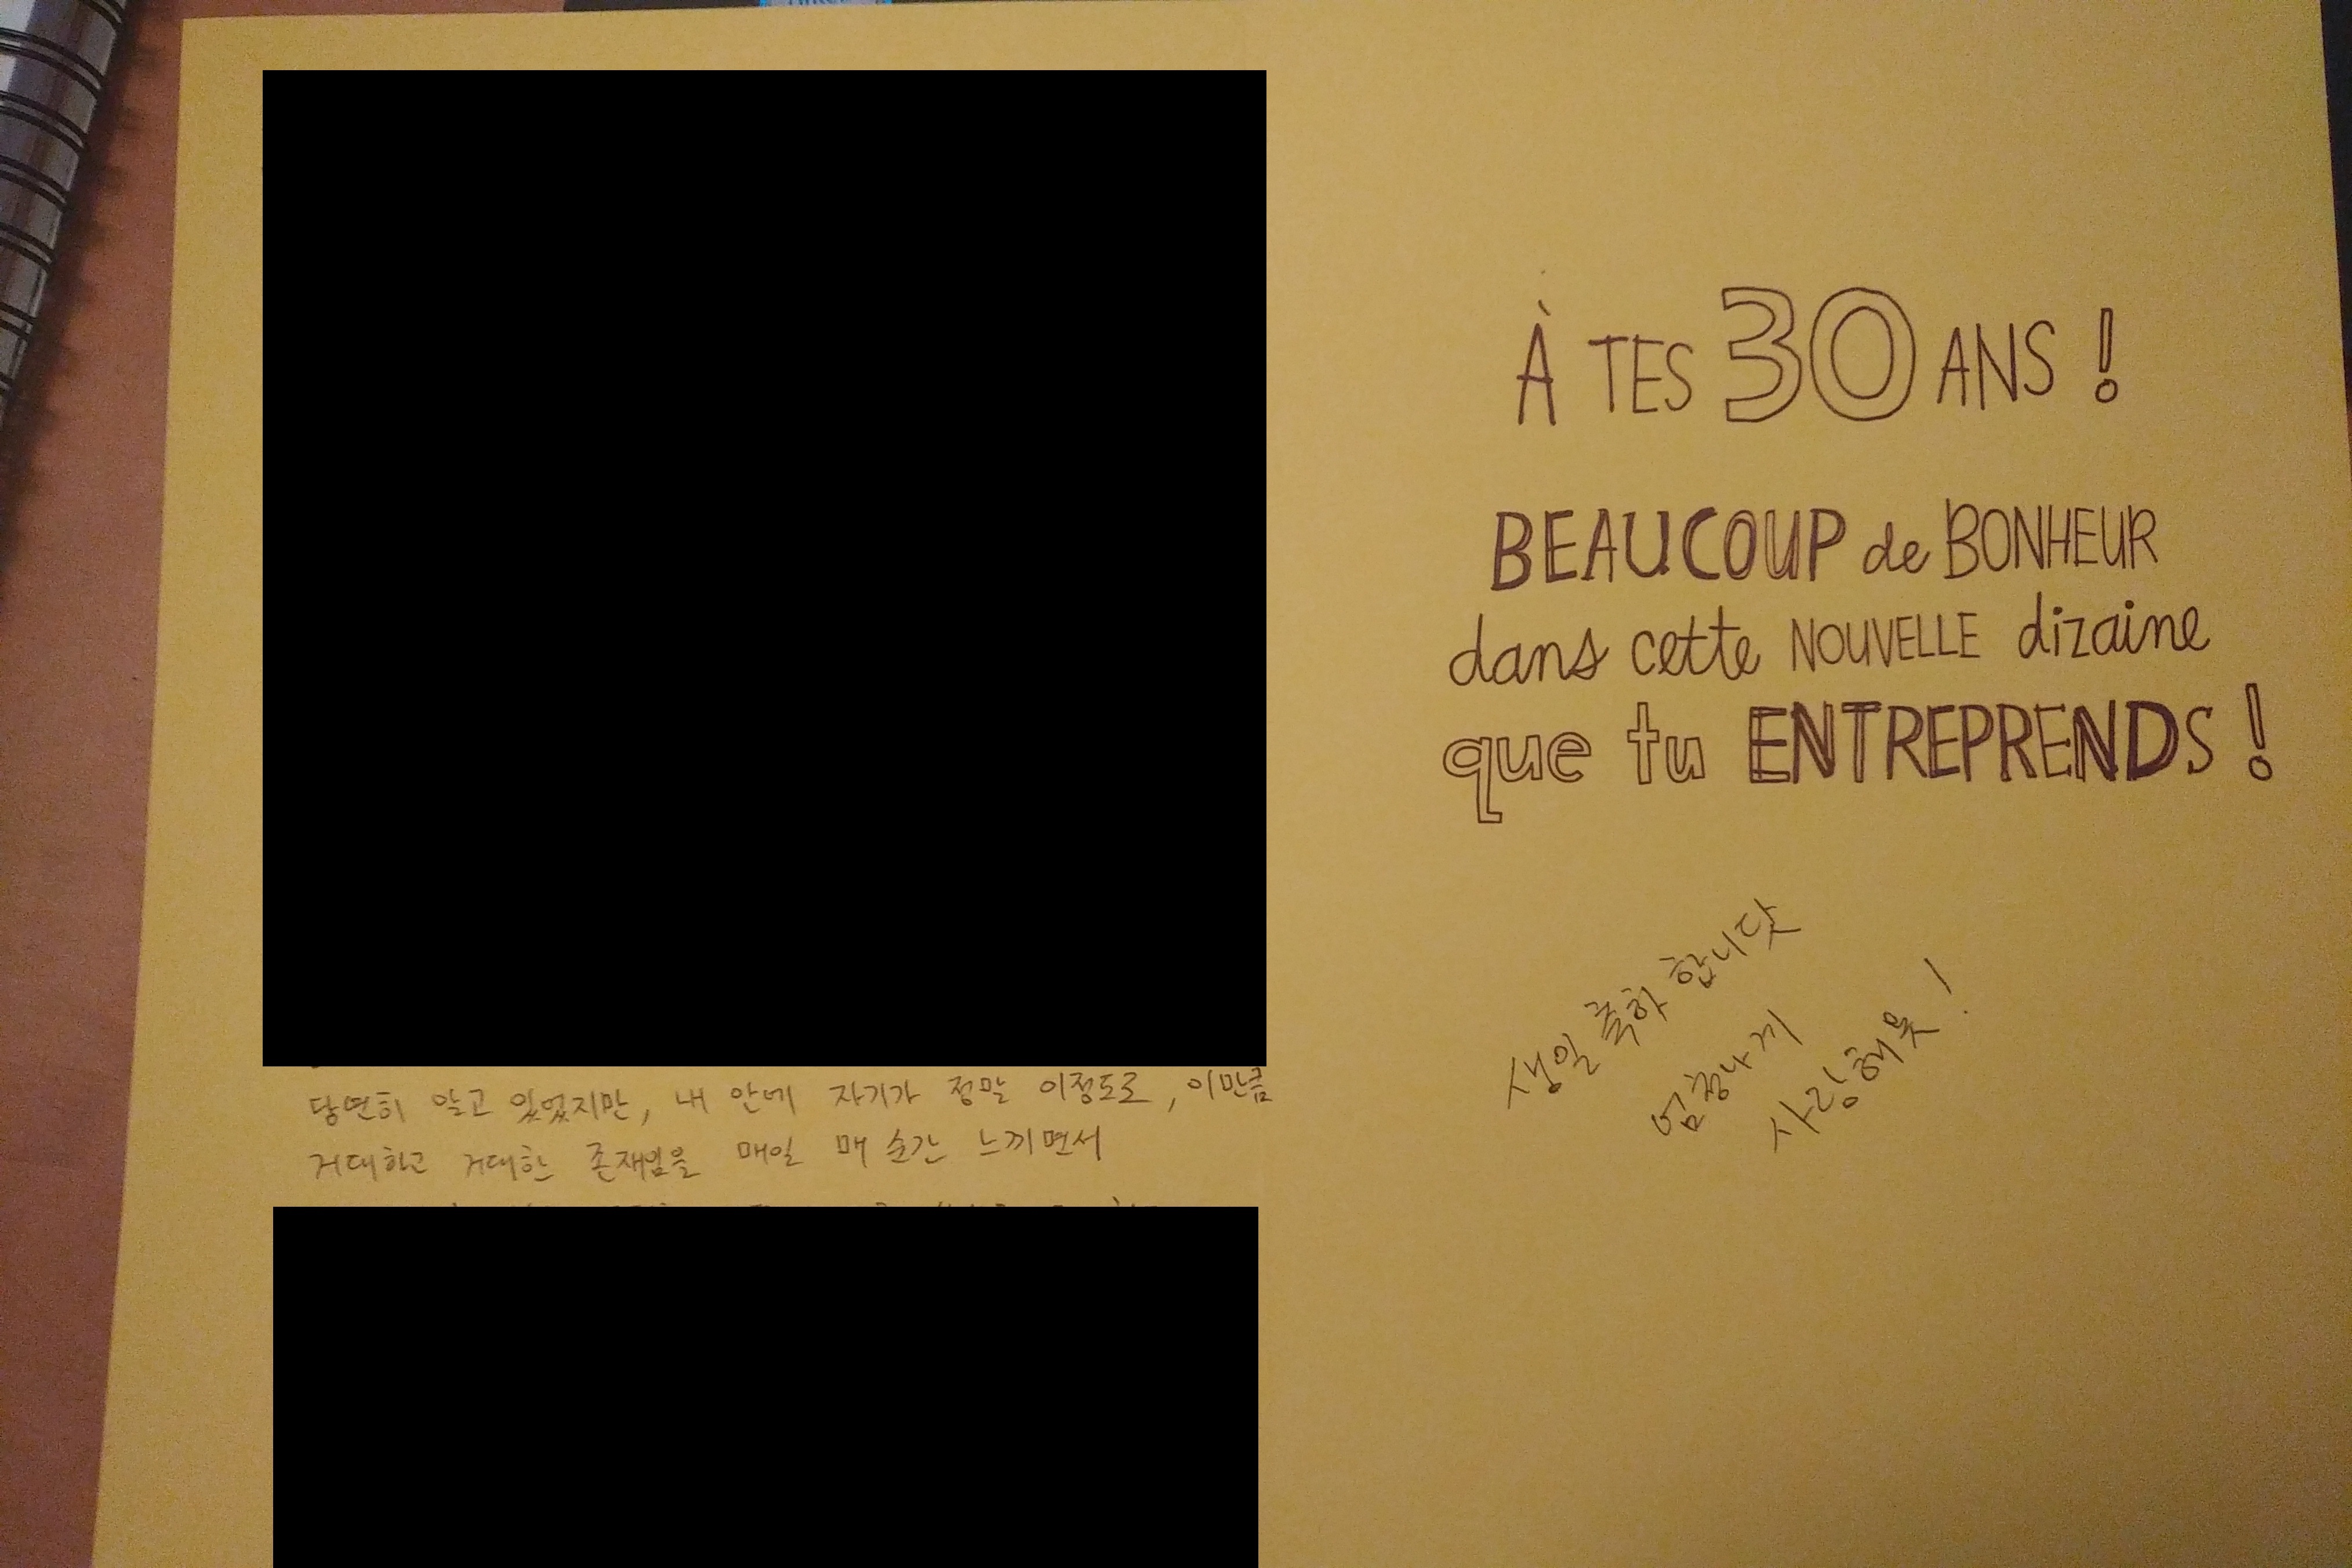 당연히 알고 있었지만, 내 안에 자기가 정말 이정도로, 이만큼
거대하고 거대한 존재임을 매일 매 순간 느끼면서
À TES 30 ANS !
BEAUCOUP de BONHEUR
dans cette NOUVELLE dizaine
que tu ENTREPRENDS !
생일 축하 합니닷
엄청나게
사랑해욧!